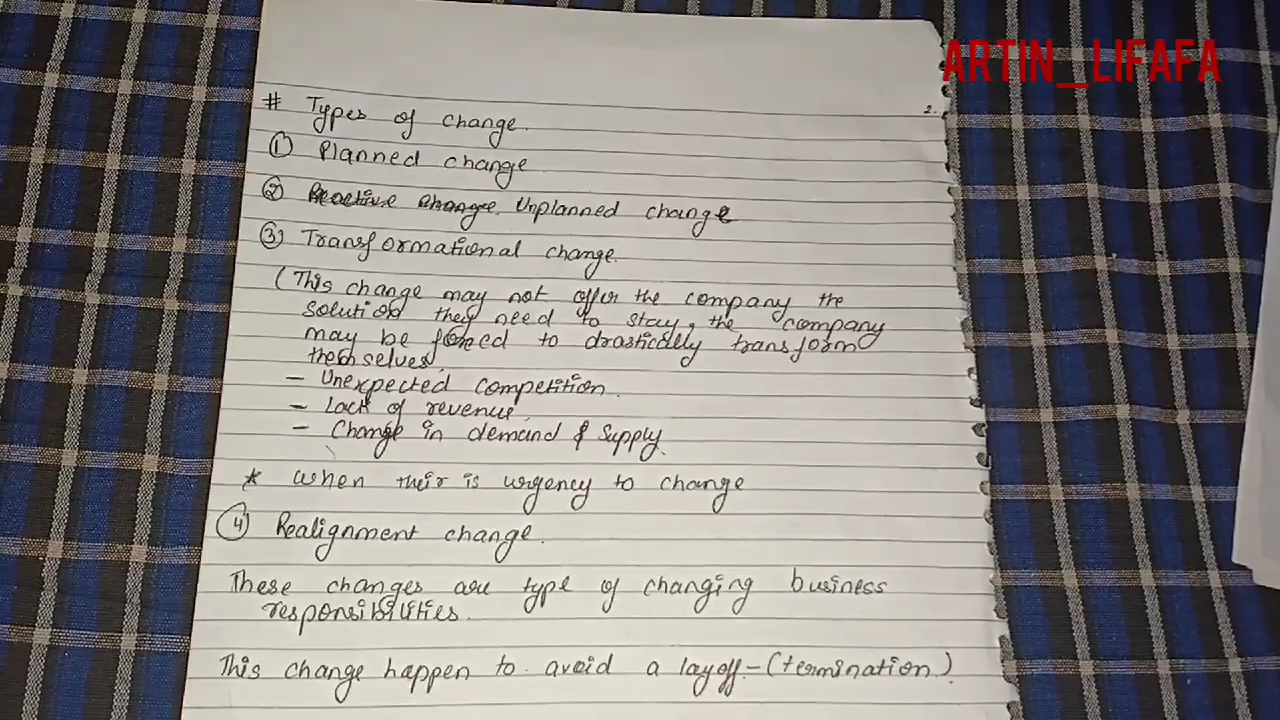 ARTIN_LIFAFA
2.
# Types of change.
① Planned change
② Reactive change. Unplanned change
③ Transformational change.
(This change may not offer the company the
solution they need to stay, the company
may be forced to drastically transform
themselves.
- Unexpected competition.
- Lack of revenue.
- Change in demand & supply.
* When their is urgency to change
④ Realignment change.
These changes are type of changing business
responsibilities.
This change happen to avoid a layoff - (termination).